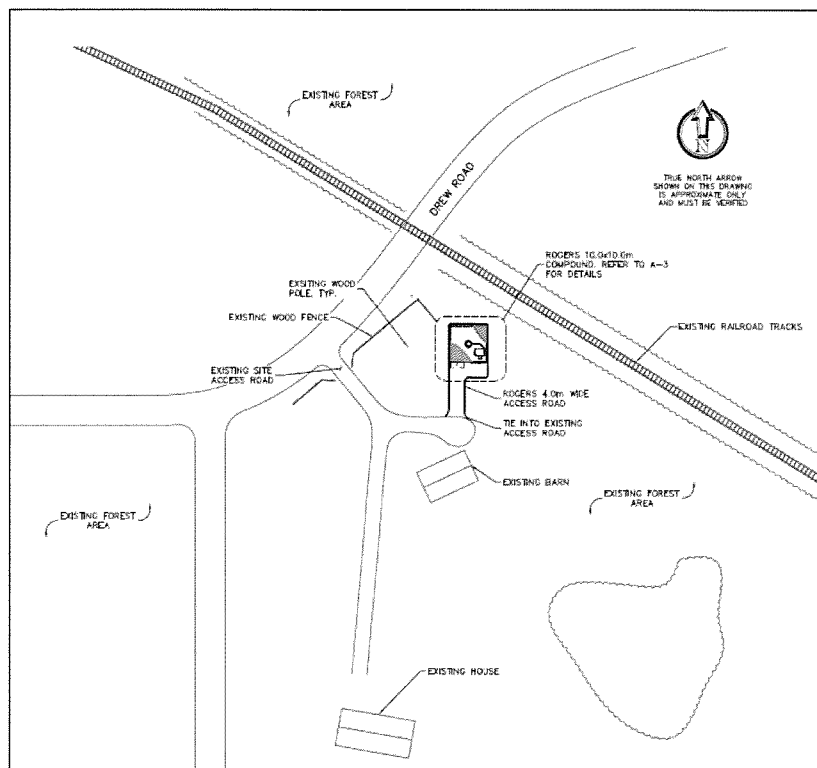 EXISTING FOREST
AREA
DREW ROAD
N
TRUE NORTH ARROW
SHOWN ON THIS DRAWING
IS APPROXIMATE ONLY
AND MUST BE VERIFIED
ROGERS 10.0x10.0m
COMPOUND. REFER TO A-3
FOR DETAILS
EXSITING WOOD
POLE, TYP.
EXISTING WOOD FENCE
EXISTING RAILROAD TRACKS
EXISTING SITE
ACCESS ROAD
ROGERS 4.0m WIDE
ACCESS ROAD
TIE INTO EXISTING
ACCESS ROAD
EXISTING BARN
EXISTING FOREST
AREA
EXISTING FOREST
AREA
EXISTING HOUSE